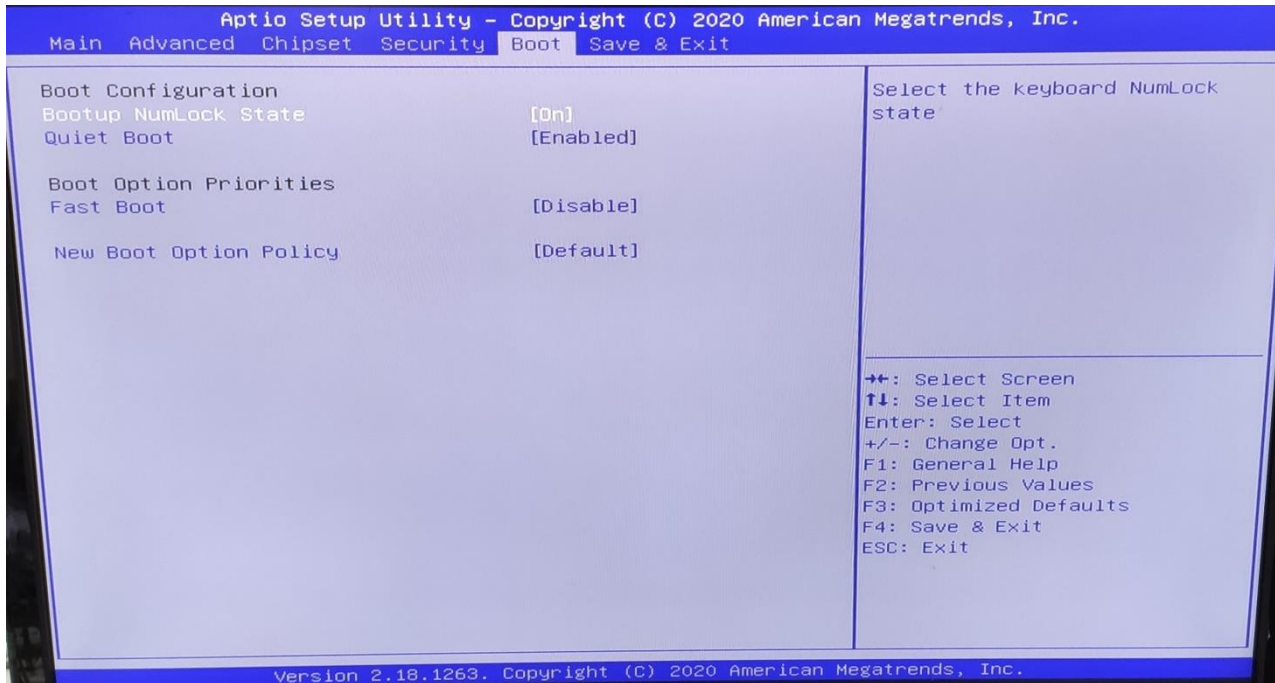 Aptio Setup Utility – Copyright (C) 2020 American Megatrends, Inc.
Main Advanced Chipset Security Boot Save & Exit
Boot Configuration
Bootup NumLock State [On]
Quiet Boot [Enabled]
Boot Option Priorities
Fast Boot [Disable]
New Boot Option Policy [Default]
Select the keyboard NumLock
state
→←: Select Screen
↑↓: Select Item
Enter: Select
+/-: Change Opt.
F1: General Help
F2: Previous Values
F3: Optimized Defaults
F4: Save & Exit
ESC: Exit
Version 2.18.1263. Copyright (C) 2020 American Megatrends, Inc.